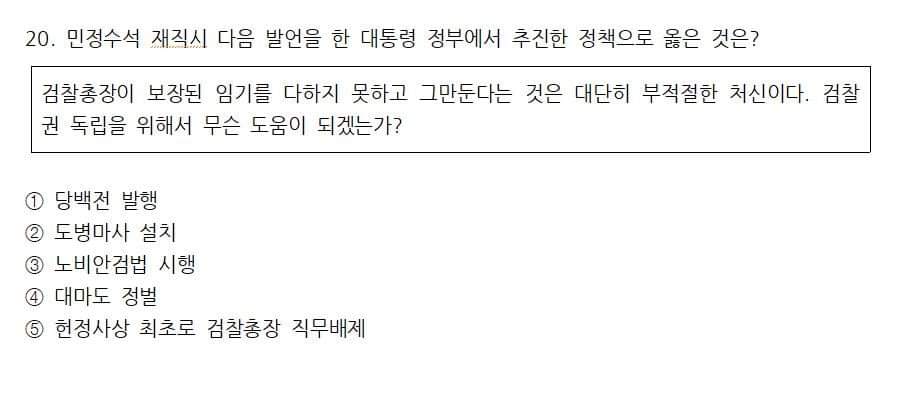 20. 민정수석 재직시 다음 발언을 한 대통령 정부에서 추진한 정책으로 옳은 것은?
검찰총장이 보장된 임기를 다하지 못하고 그만둔다는 것은 대단히 부적절한 처신이다. 검찰
권 독립을 위해서 무슨 도움이 되겠는가?
① 당백전 발행
② 도병마사 설치
③ 노비안검법 시행
④ 대마도 정벌
⑤ 헌정사상 최초로 검찰총장 직무배제